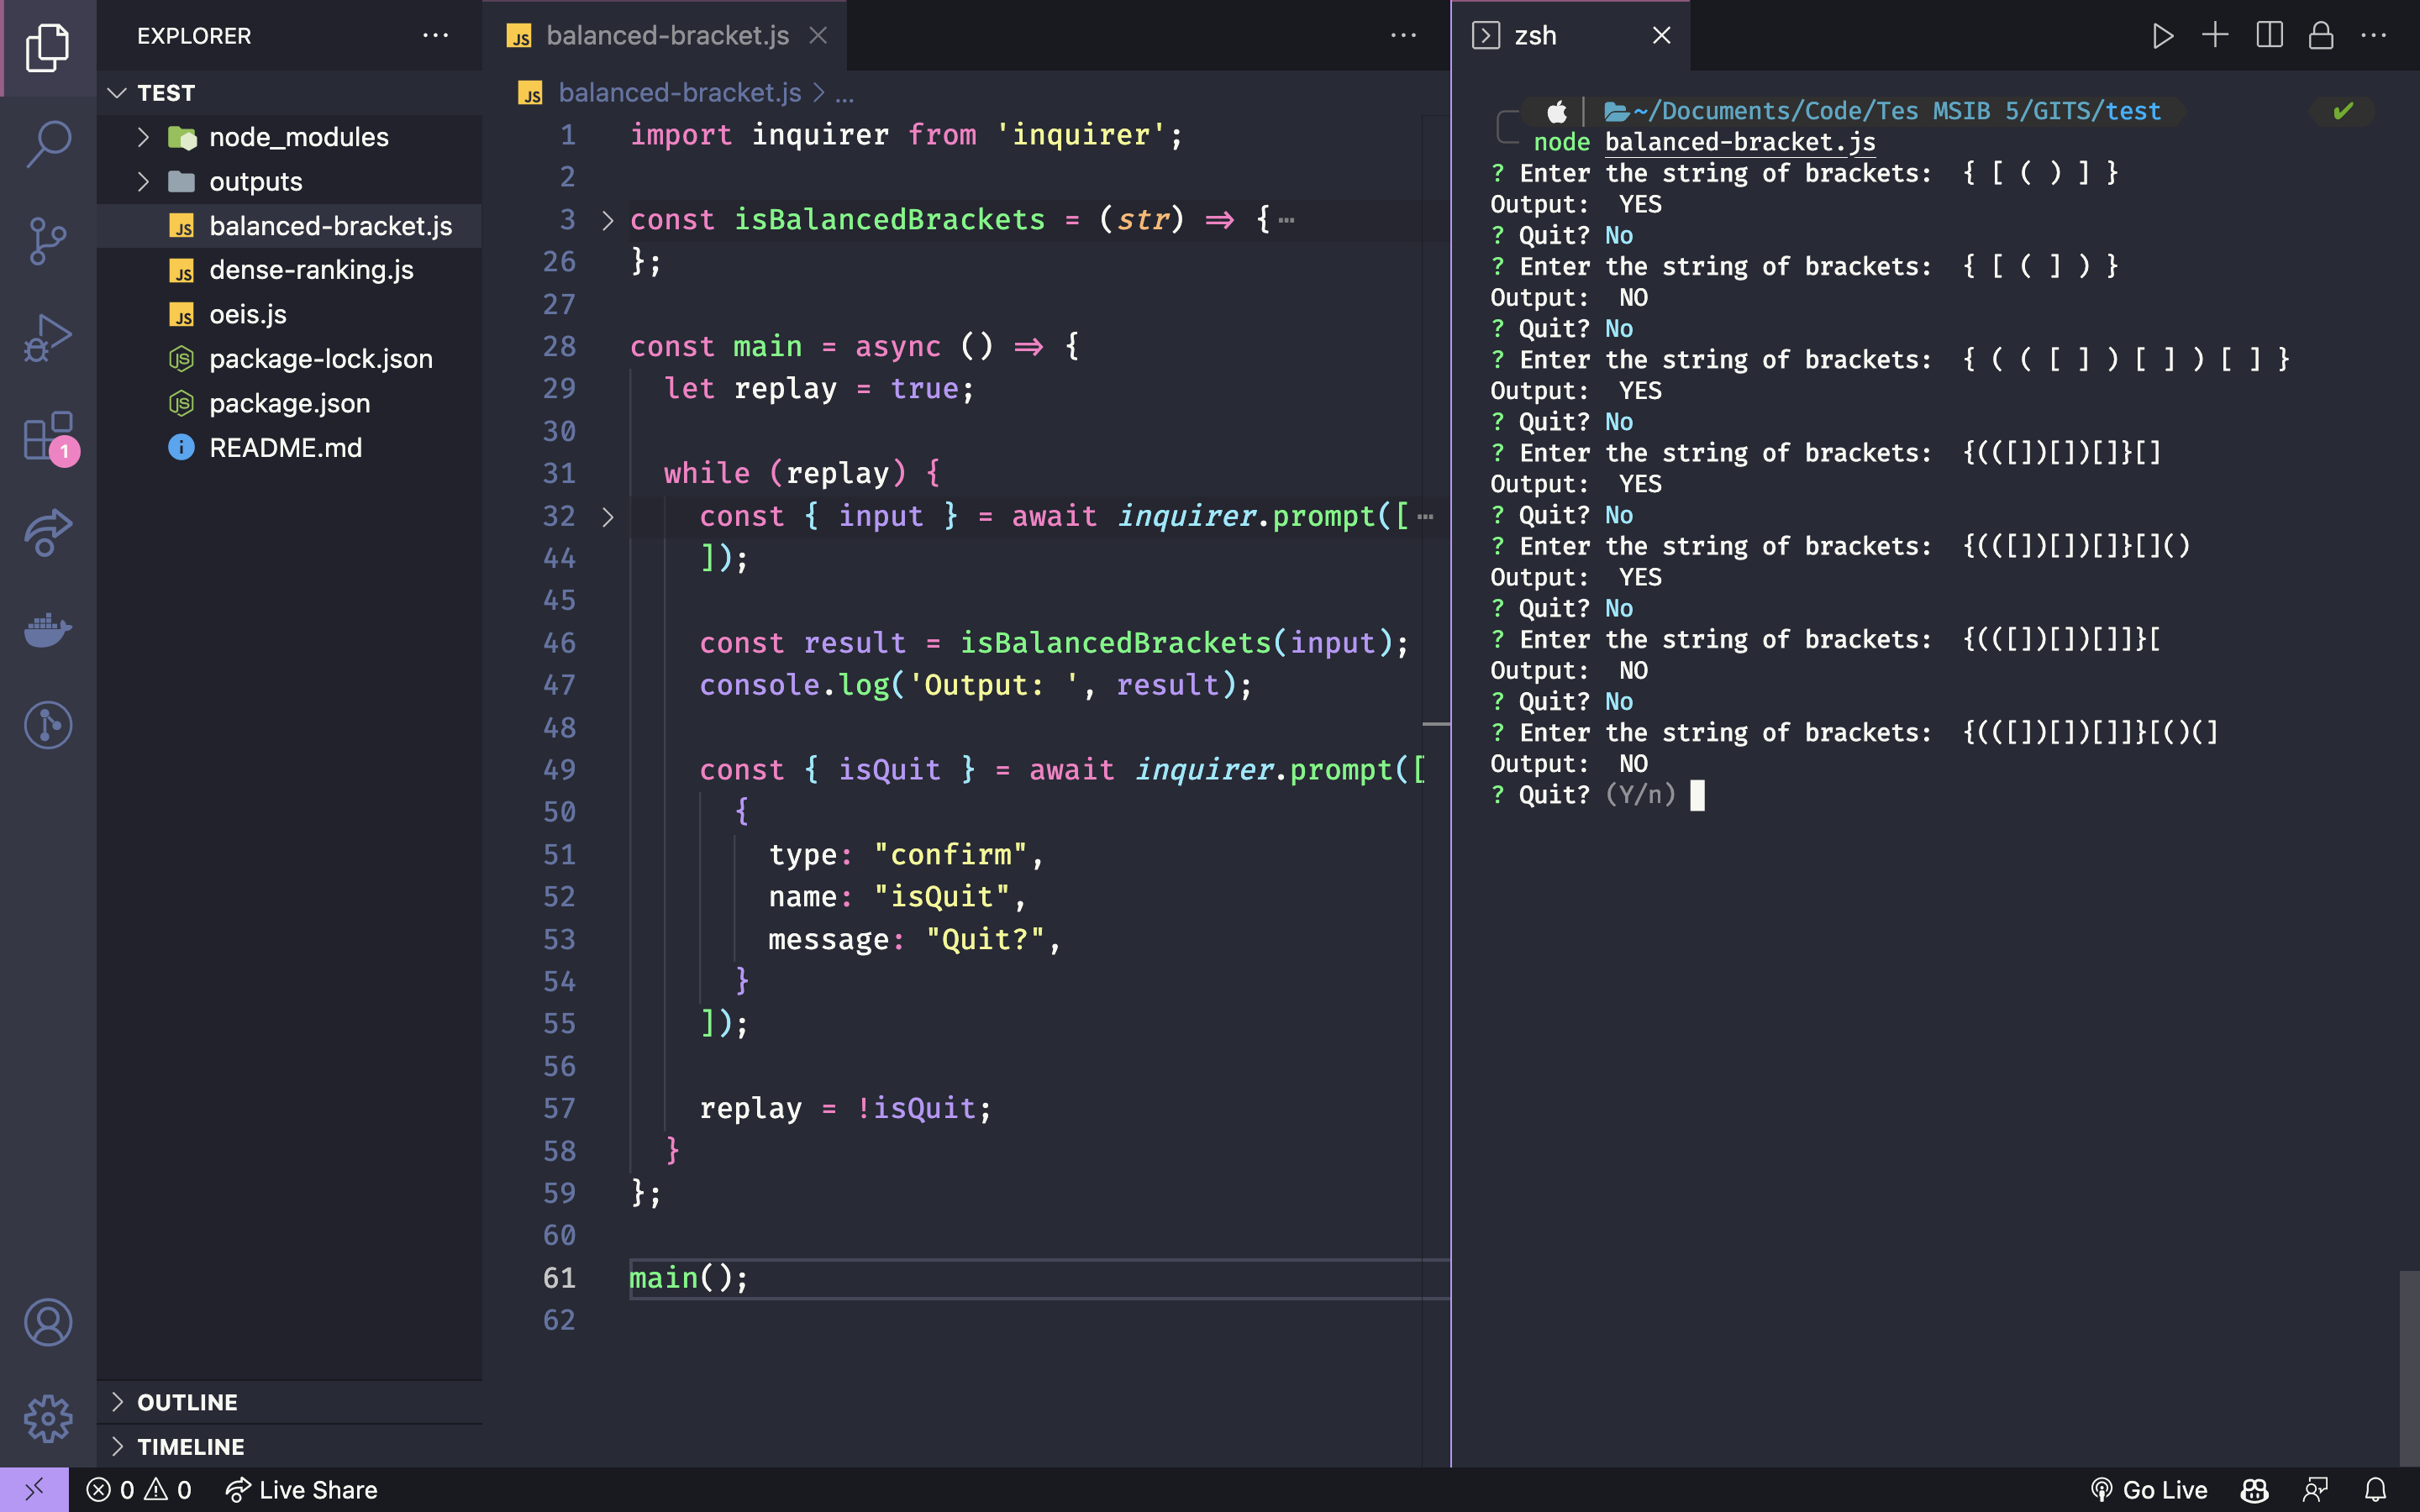 EXPLORER
TEST
node_modules
outputs
JS balanced-bracket.js
JS dense-ranking.js
JS oeis.js
package-lock.json
package.json
README.md
1
OUTLINE
TIMELINE
JS balanced-bracket.js
JS balanced-bracket.js > ...
1 import inquirer from 'inquirer';
2
3 const isBalancedBrackets = (str) ⇒ {⋯
26 };
27
28 const main = async () ⇒ {
29 let replay = true;
30
31 while (replay) {
32 const { input } = await inquirer.prompt([⋯
44 ]);
45
46 const result = isBalancedBrackets(input);
47 console.log('Output: ', result);
48
49 const { isQuit } = await inquirer.prompt([
50 {
51 type: "confirm",
52 name: "isQuit",
53 message: "Quit?",
54 }
55 ]);
56
57 replay = !isQuit;
58 }
59 };
60
61 main();
62
zsh
~/Documents/Code/Tes MSIB 5/GITS/test ✔
node balanced-bracket.js
? Enter the string of brackets: { [ ( ) ] }
Output: YES
? Quit? No
? Enter the string of brackets: { [ ( ] ) }
Output: NO
? Quit? No
? Enter the string of brackets: { ( ( [ ] ) [ ] ) [ ] }
Output: YES
? Quit? No
? Enter the string of brackets: {(([])[])[]}[]
Output: YES
? Quit? No
? Enter the string of brackets: {(([])[])[]}[]()
Output: YES
? Quit? No
? Enter the string of brackets: {(([])[])[]]}[
Output: NO
? Quit? No
? Enter the string of brackets: {(([])[])[]]}[()(]
Output: NO
? Quit? (Y/n)
0 0 Live Share
Go Live